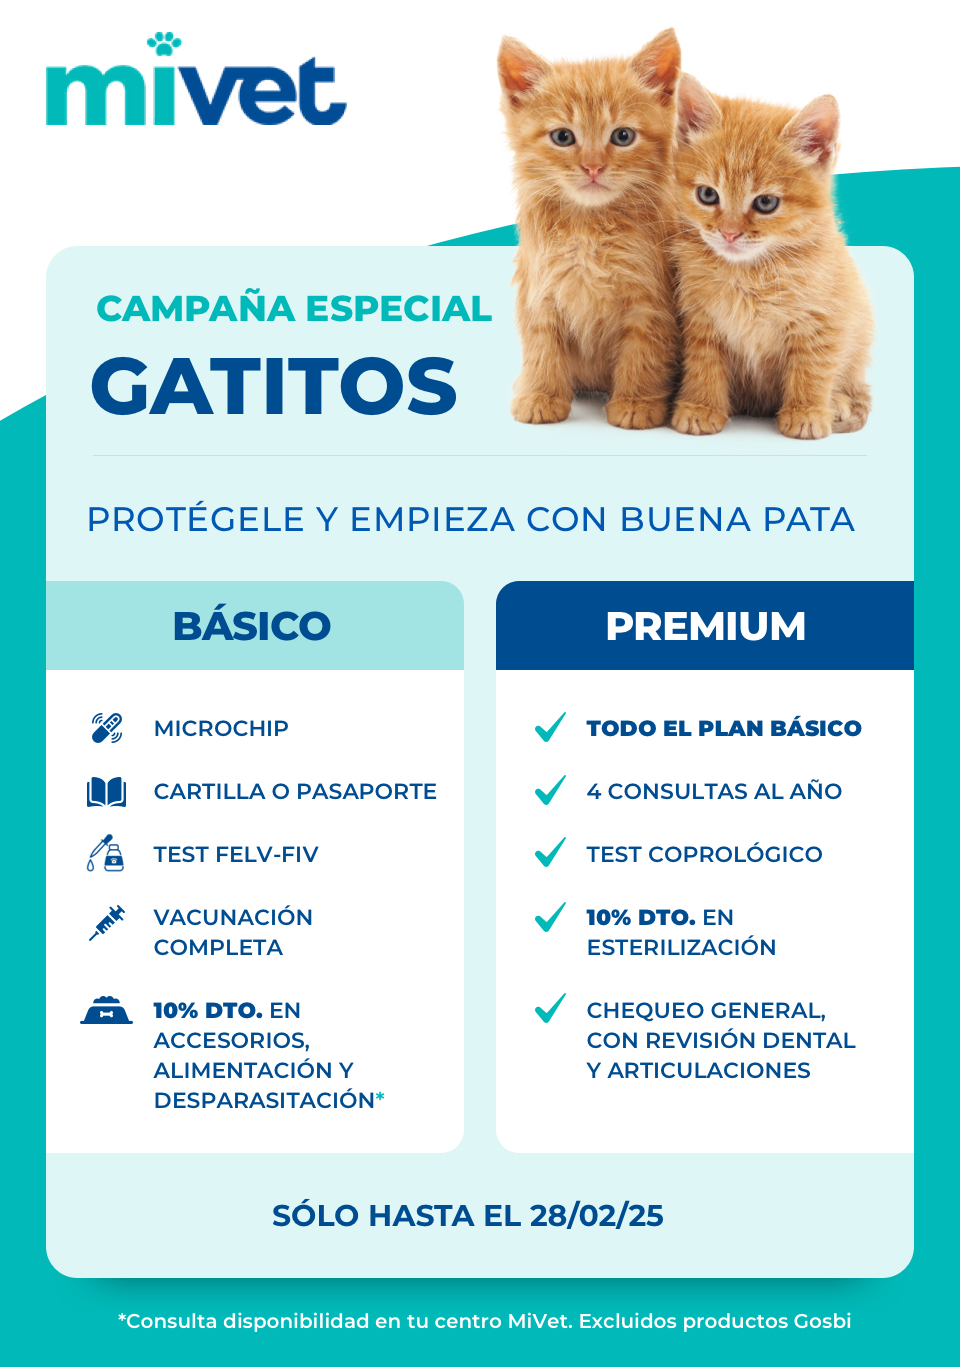 mivet
CAMPAÑA ESPECIAL
GATITOS
PROTÉGELE Y EMPIEZA CON BUENA PATA
BÁSICO
MICROCHIP
CARTILLA O PASAPORTE
TEST FELV-FIV
VACUNACIÓN
COMPLETA
10% DTO. EN
ACCESORIOS,
ALIMENTACIÓN Y
DESPARASITACIÓN*
PREMIUM
TODO EL PLAN BÁSICO
4 CONSULTAS AL AÑO
TEST COPROLÓGICO
10% DTO. EN
ESTERILIZACIÓN
CHEQUEO GENERAL,
CON REVISIÓN DENTAL
Y ARTICULACIONES
SÓLO HASTA EL 28/02/25
*Consulta disponibilidad en tu centro MiVet. Excluidos productos Gosbi